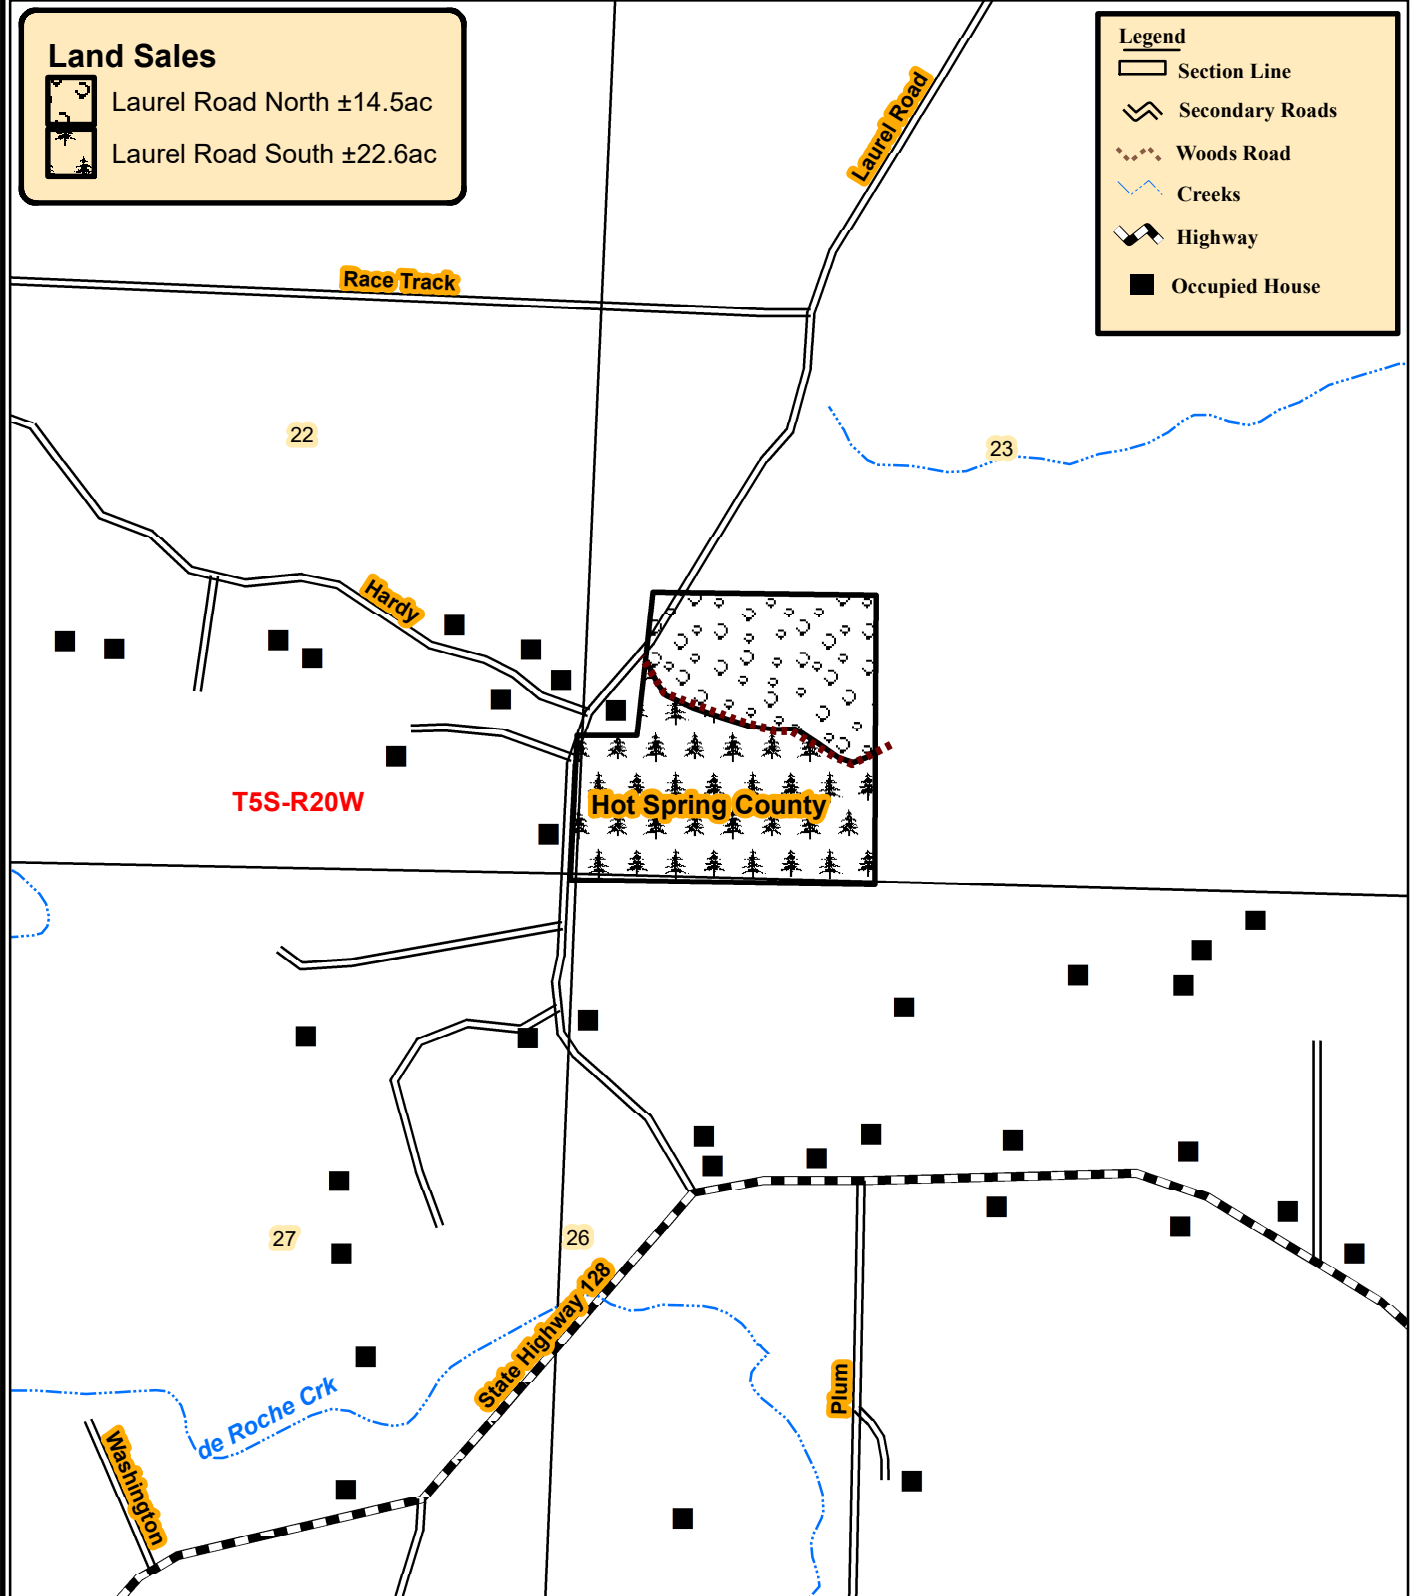 Land Sales
Laurel Road North ±14.5ac
Laurel Road South ±22.6ac
Legend
Section Line
Secondary Roads
Woods Road
Creeks
Highway
Occupied House
Laurel Road
Race Track
22
23
Hardy
T5S-R20W
Hot Spring County
27
26
State Highway 128
de Roche Crk
Plum
Washington